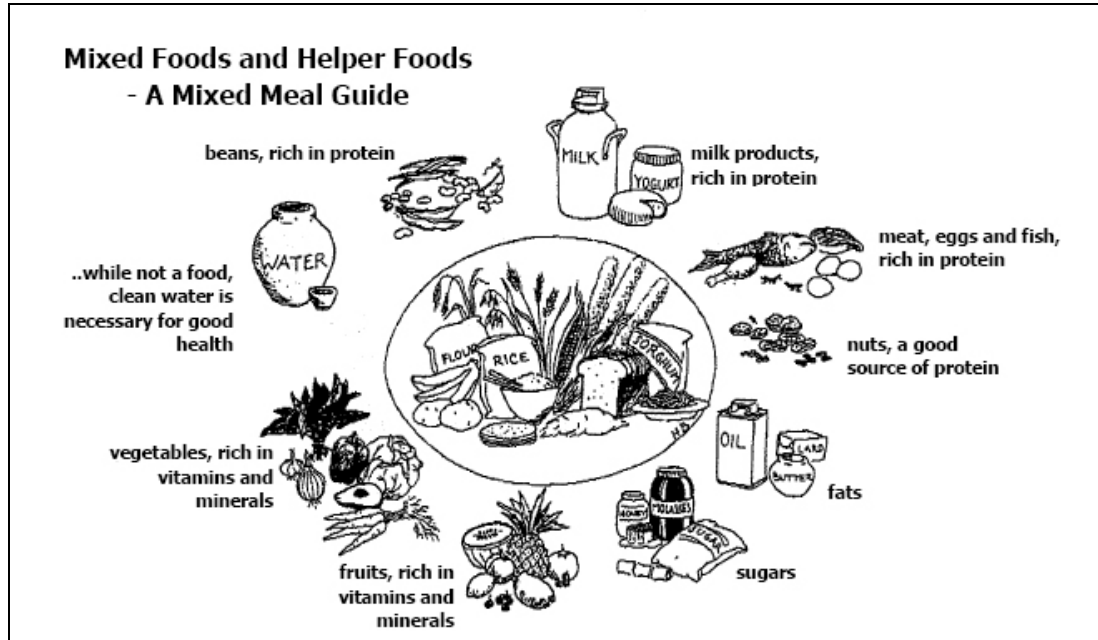 Mixed Foods and Helper Foods
- A Mixed Meal Guide
beans, rich in protein
MILK
YOGURT
milk products,
rich in protein
WATER
..while not a food,
clean water is
necessary for good
health
meat, eggs and fish,
rich in protein
FLOUR
RICE
SORGHUM
H.B
nuts, a good
source of protein
OIL
LARD
BUTTER
fats
vegetables, rich in
vitamins and
minerals
HONEY
MOLASSES
SUGAR
sugars
fruits, rich in
vitamins and
minerals